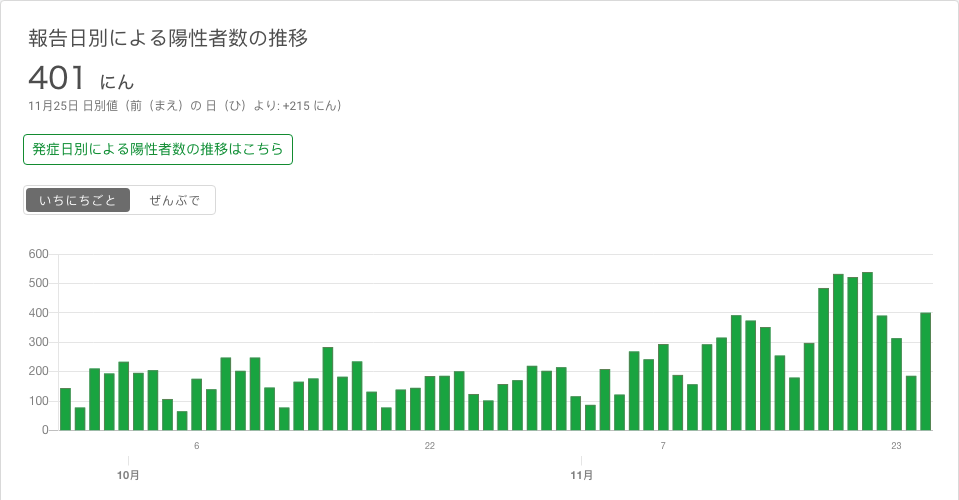 報告日別による陽性者数の推移
401 にん
11月25日 日別値（前（まえ）の 日（ひ）より: +215 にん）
発症日別による陽性者数の推移はこちら
いちにちごと ぜんぶで
600
500
400
300
200
100
0
6 22 7 23
10月 11月